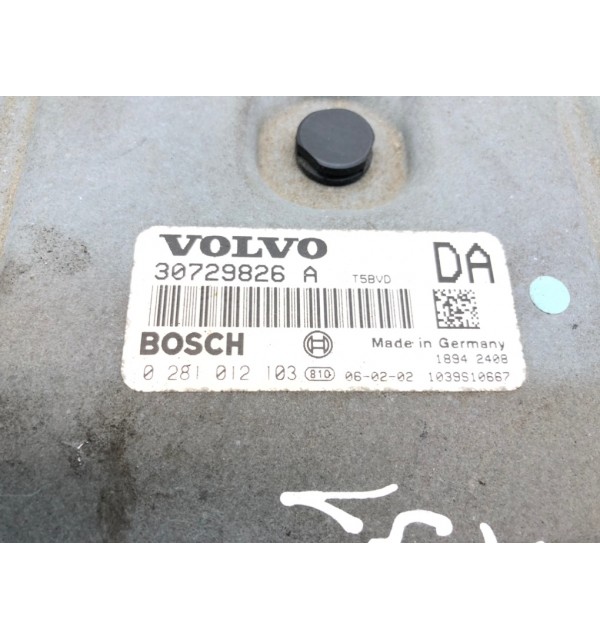 VOLVO
DA
30729826 A T5BVD
BOSCH Made in Germany
1894 2408
0 281 012 103 810 06-02-02 1039S10667